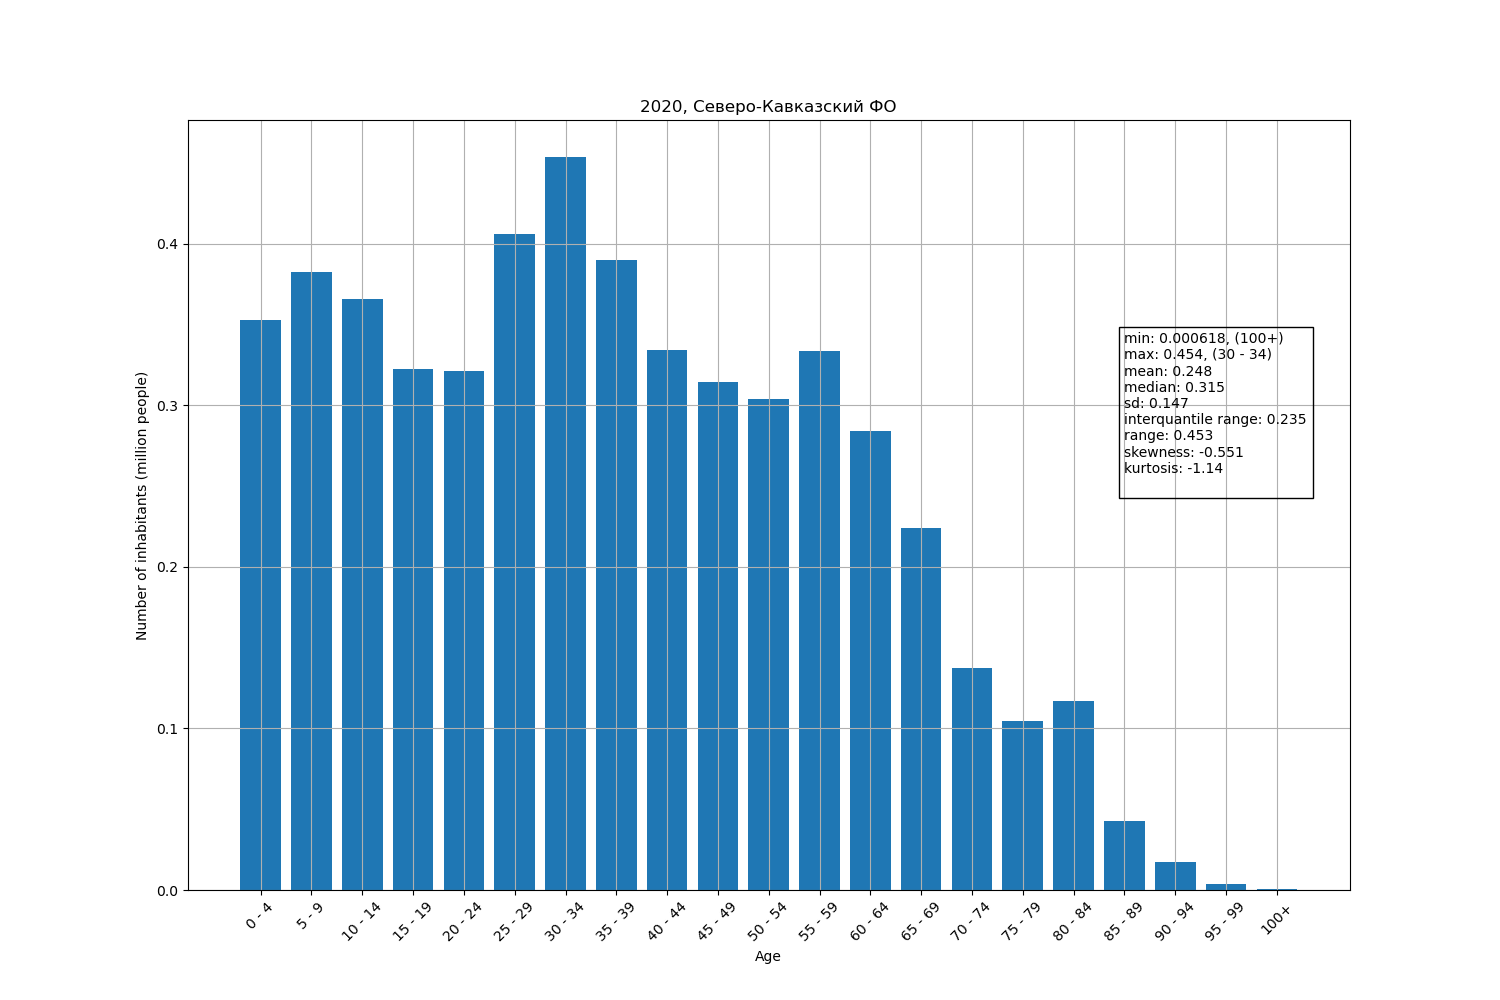 2020, Северо-Кавказский ФО
Number of inhabitants (million people)
0.4
0.3
0.2
0.1
0.0
min: 0.000618, (100+)
max: 0.454, (30 - 34)
mean: 0.248
median: 0.315
sd: 0.147
interquantile range: 0.235
range: 0.453
skewness: -0.551
kurtosis: -1.14
0 - 4
5 - 9
10 - 14
15 - 19
20 - 24
25 - 29
30 - 34
35 - 39
40 - 44
45 - 49
50 - 54
55 - 59
60 - 64
65 - 69
70 - 74
75 - 79
80 - 84
85 - 89
90 - 94
95 - 99
100+
Age